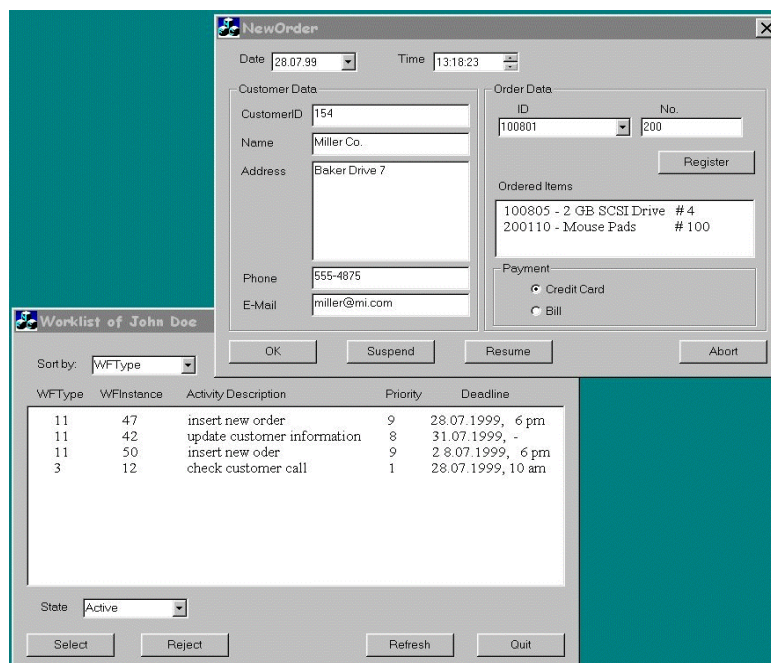 NewOrder
Date 28.07.99 Time 13:18:23
Customer Data
CustomerID 154
Name Miller Co.
Address Baker Drive 7
Phone 555-4875
E-Mail miller@mi.com
Order Data
ID No.
100801 200
Register
Ordered Items
100805 - 2 GB SCSI Drive # 4
200110 - Mouse Pads # 100
Payment
Credit Card
Bill
OK Suspend Resume Abort
Worklist of John Doe
Sort by: WFType
WFType WFInstance Activity Description Priority Deadline
11 47 insert new order 9 28.07.1999, 6 pm
11 42 update customer information 8 31.07.1999, -
11 50 insert new oder 9 2 8.07.1999, 6 pm
3 12 check customer call 1 28.07.1999, 10 am
State Active
Select Reject Refresh Quit